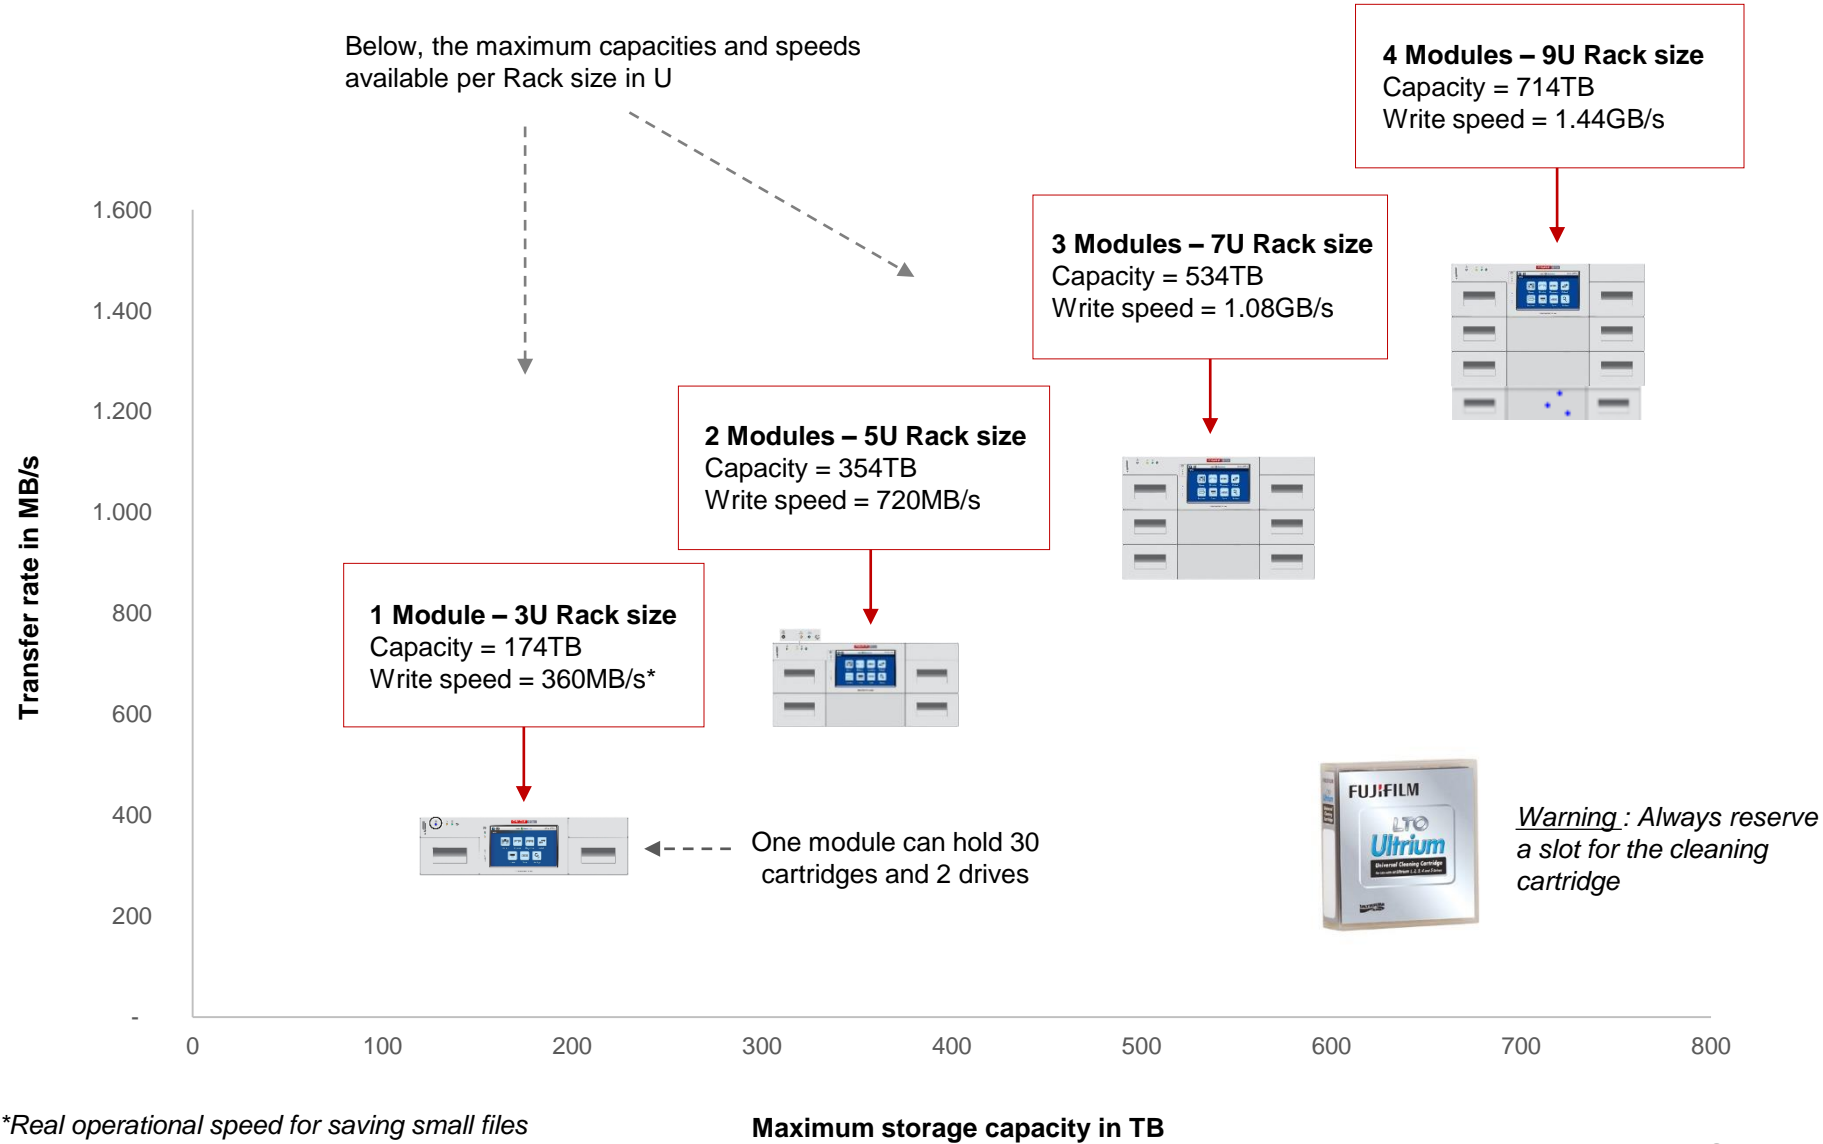 Below, the maximum capacities and speeds
available per Rack size in U
4 Modules – 9U Rack size
Capacity = 714TB
Write speed = 1.44GB/s
3 Modules – 7U Rack size
Capacity = 534TB
Write speed = 1.08GB/s
2 Modules – 5U Rack size
Capacity = 354TB
Write speed = 720MB/s
1 Module – 3U Rack size
Capacity = 174TB
Write speed = 360MB/s*
One module can hold 30
cartridges and 2 drives
FUJIFILM
LTO
Ultrium
Universal Cleaning Cartridge
Warning : Always reserve
a slot for the cleaning
cartridge
Transfer rate in MB/s
1.600
1.400
1.200
1.000
800
600
400
200
-
0
100
200
300
400
500
600
700
800
Maximum storage capacity in TB
*Real operational speed for saving small files